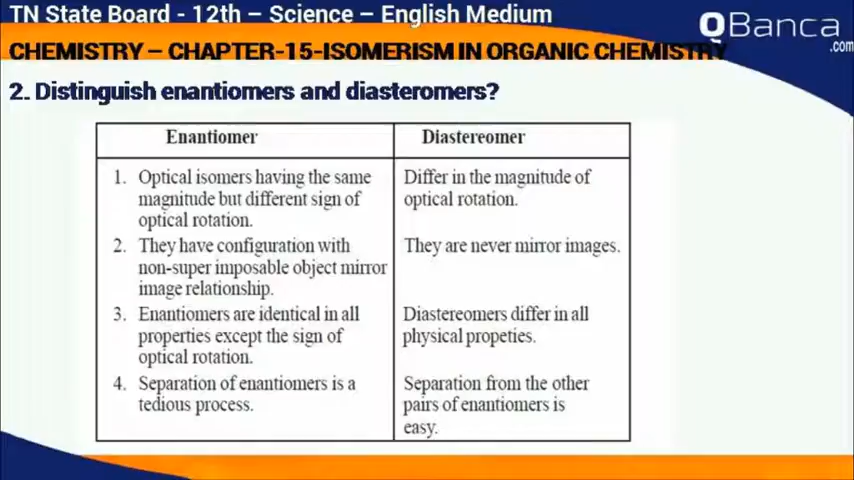 TN State Board - 12th – Science – English Medium
QBanca
.com
CHEMISTRY – CHAPTER-15-ISOMERISM IN ORGANIC CHEMISTRY
2. Distinguish enantiomers and diasteromers?
Enantiomer
Diastereomer
1. Optical isomers having the same
magnitude but different sign of
optical rotation.
Differ in the magnitude of
optical rotation.
2. They have configuration with
non-super imposable object mirror
image relationship.
They are never mirror images.
3. Enantiomers are identical in all
properties except the sign of
optical rotation.
Diastereomers differ in all
physical propeties.
4. Separation of enantiomers is a
tedious process.
Separation from the other
pairs of enantiomers is
easy.